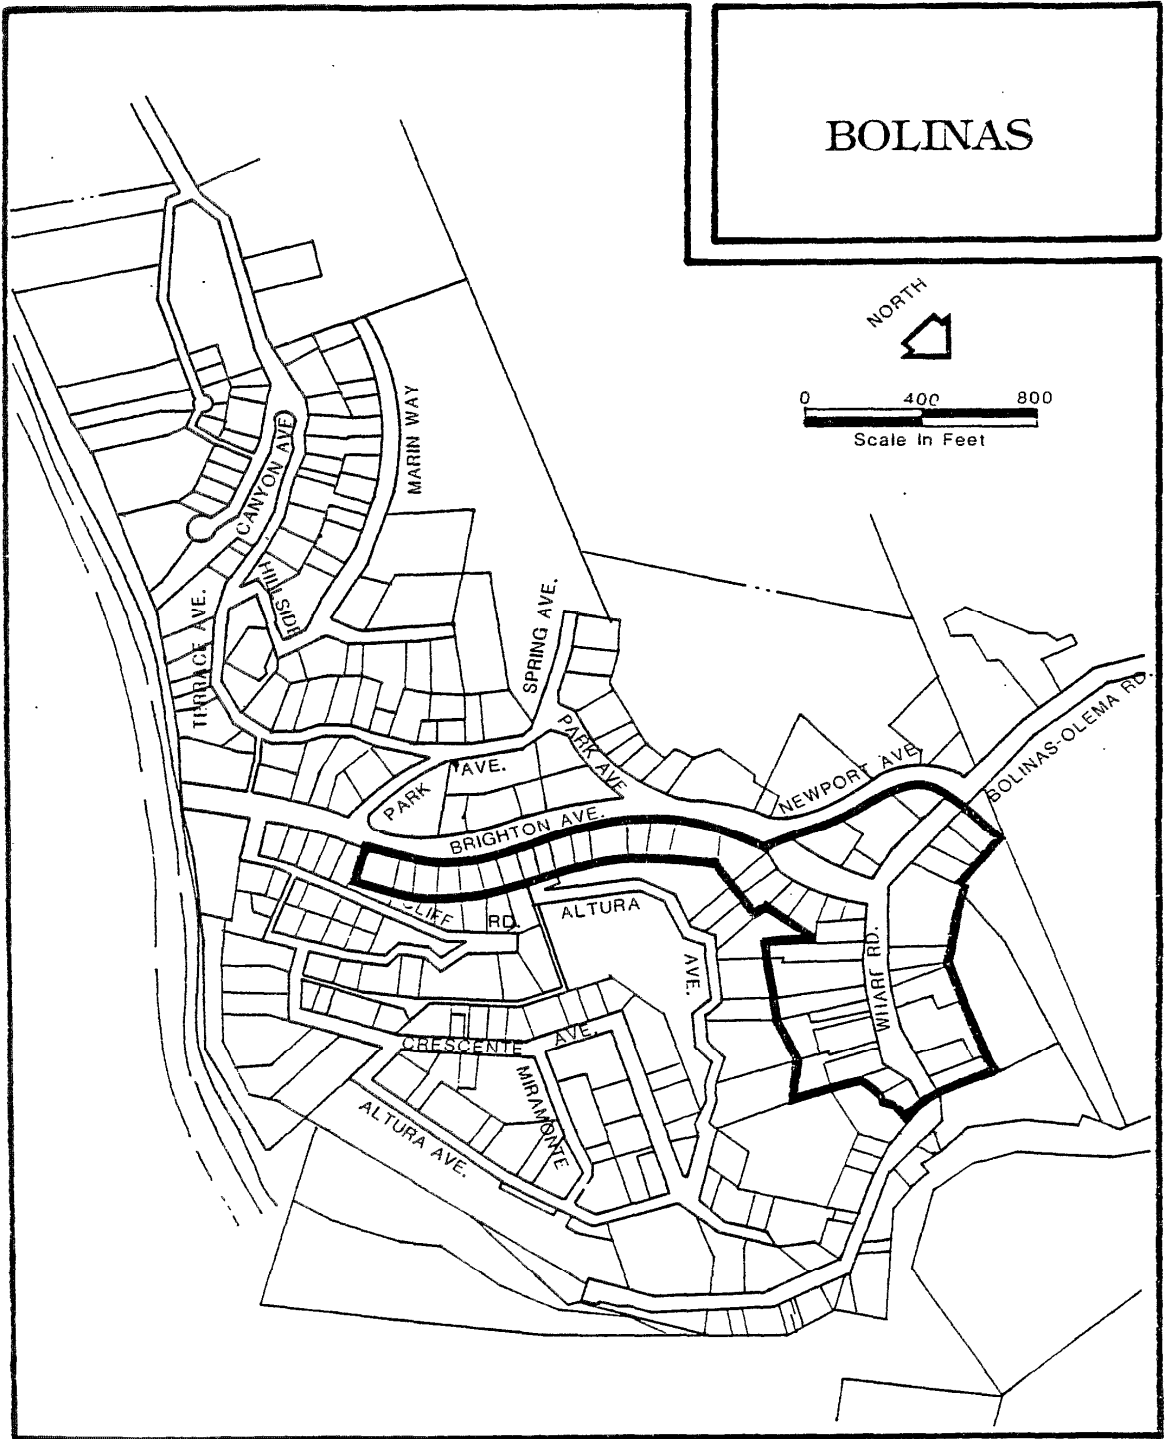 BOLINAS
NORTH
0 400 800
Scale In Feet
MARIN WAY
CANYON AVE
HILLSIDE
TERRACE AVE.
SPRING AVE.
PARK AVE
AVE.
PARK
BRIGHTON AVE.
NEWPORT AVE
BOLINAS-OLEMA RD.
CLIFF RD.
ALTURA
AVE.
WHARF RD.
CRESCENTE AVE.
MIRAMONTE
ALTURA AVE.